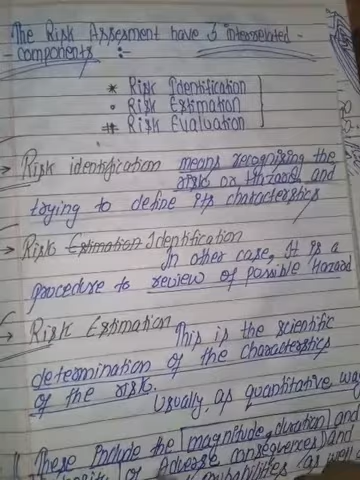 The Risk Assesment have 3 interrelated -
- components :-
* Risk Identification
• Risk Estimation
# Risk Evaluation
→ Risk identification means recognising the
risks or Hazards and
trying to define its characteristics
→ Risk Estimation Identification
In other case, It is a
procedure to review of possible Hazard
→ Risk Estimation
This is the scientific
determination of the characteristics
of the risk.
Usually, as quantitative way
These include the magnitude, duration and
of Adverse consequences and
probabilities as well